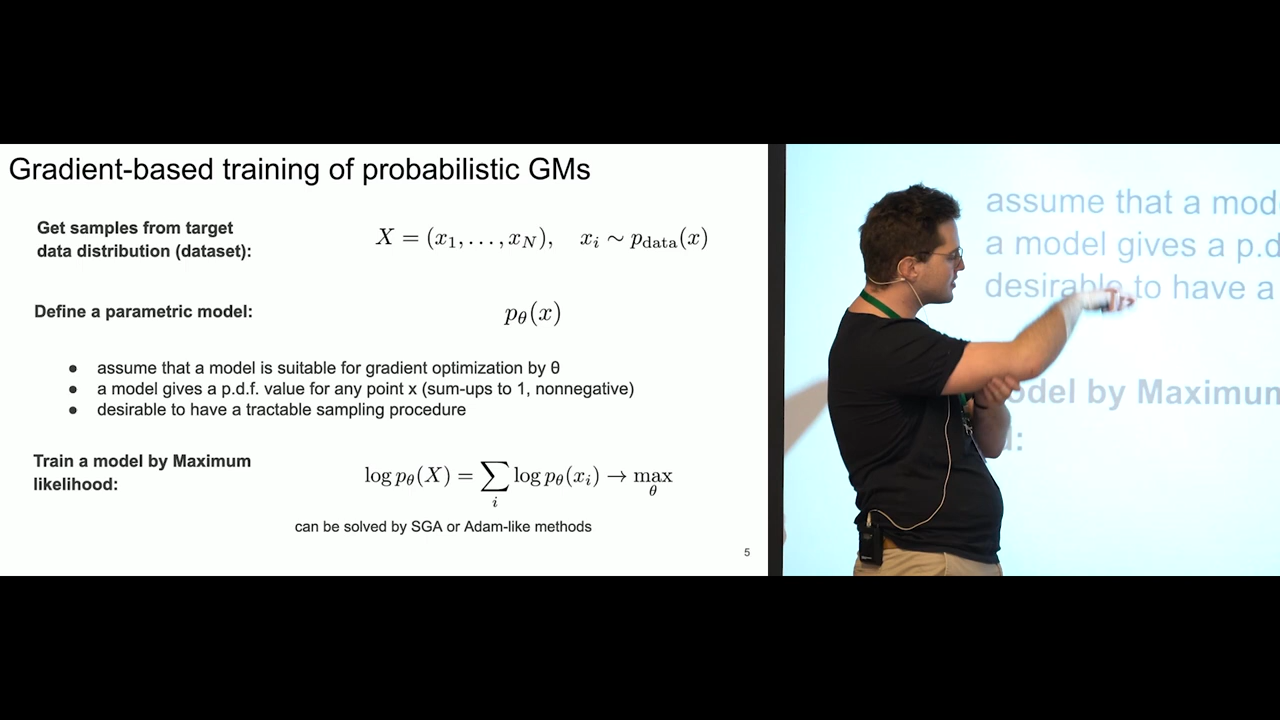 Gradient-based training of probabilistic GMs
Get samples from target
data distribution (dataset):
X = (x₁, . . . , x_N),   x_i ∼ p_data(x)
Define a parametric model:
p_θ(x)
● assume that a model is suitable for gradient optimization by θ
● a model gives a p.d.f. value for any point x (sum-ups to 1, nonnegative)
● desirable to have a tractable sampling procedure
Train a model by Maximum
likelihood:
log p_θ(X) = ∑_i log p_θ(x_i) → max_θ
can be solved by SGA or Adam-like methods
5
assume that a mod
a model gives a p.d
desirable to have a
odel by Maximum
d: